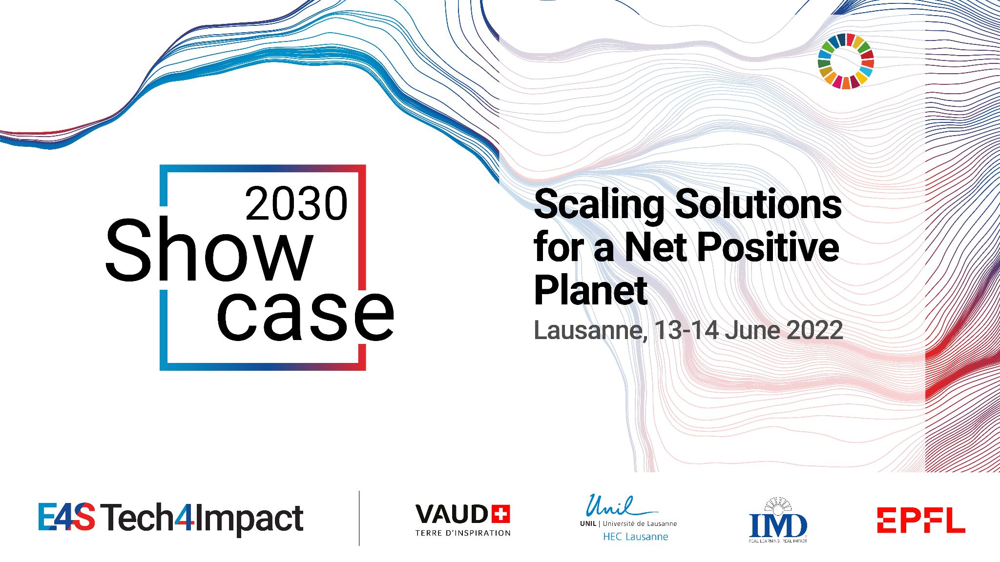 2030
Show
case
Scaling Solutions
for a Net Positive
Planet
Lausanne, 13-14 June 2022
E4S Tech4Impact
VAUD
TERRE D'INSPIRATION
Unil
UNIL | Université de Lausanne
HEC Lausanne
IMD
REAL LEARNING. REAL IMPACT
EPFL